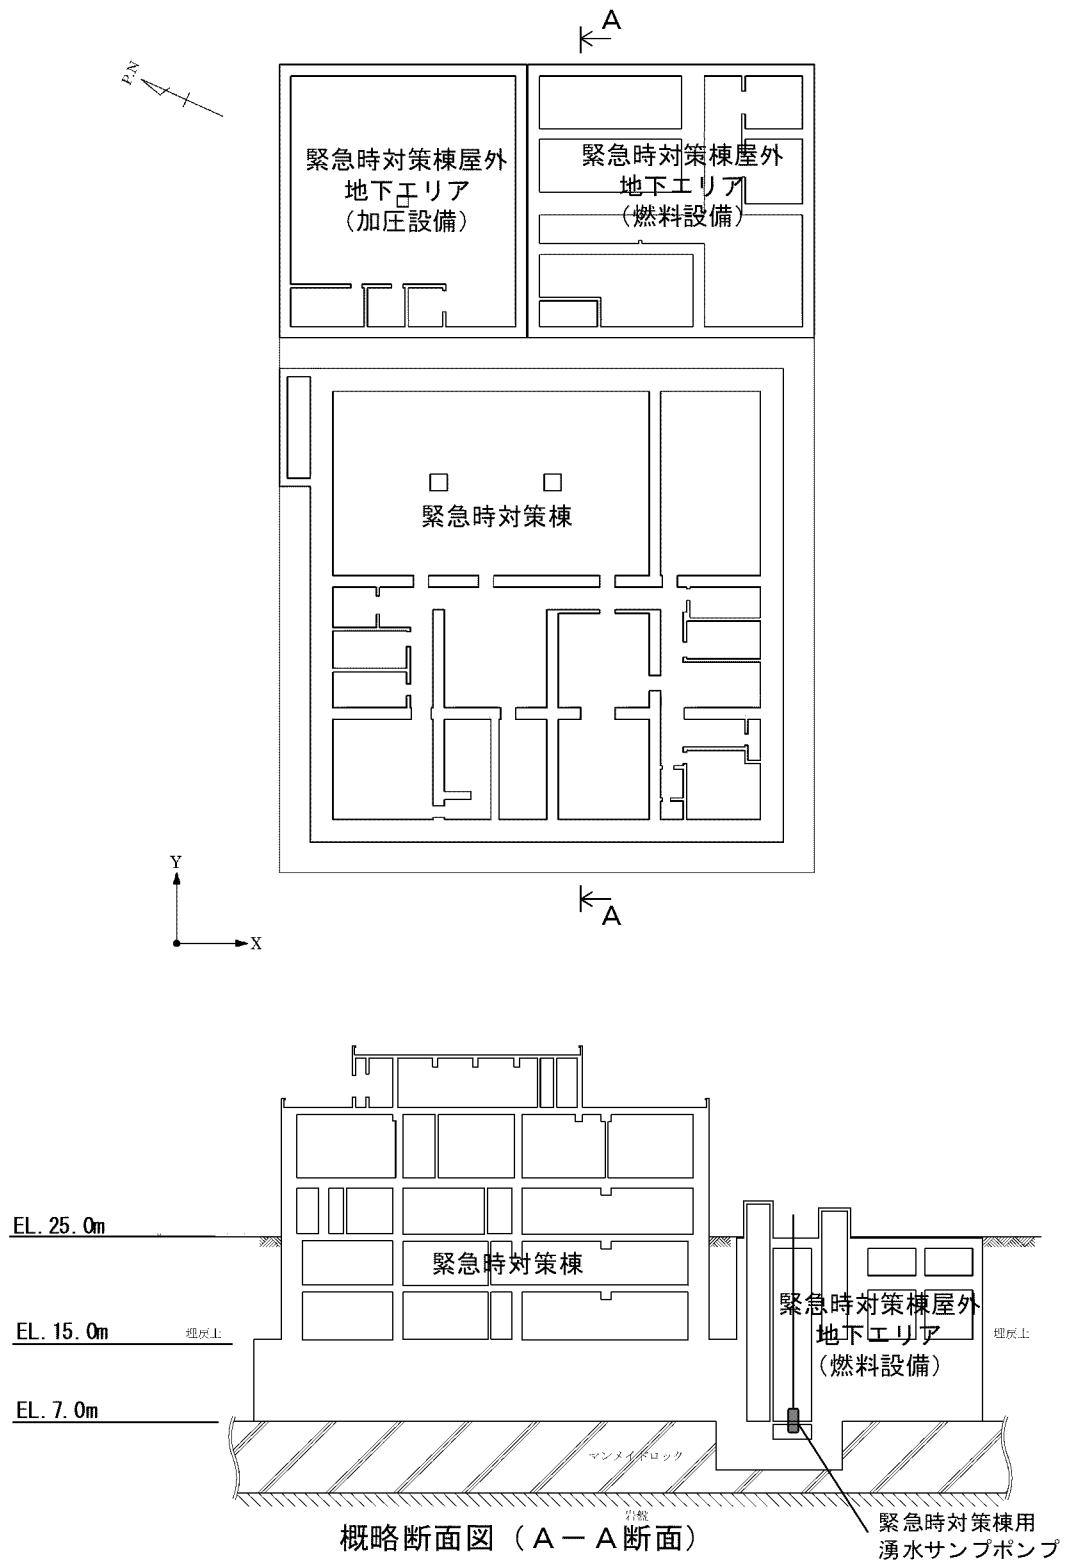 A
P.N
緊急時対策棟屋外
地下エリア
（加圧設備）
緊急時対策棟屋外
地下エリア
（燃料設備）
緊急時対策棟
A
Y
X
EL.25.0m
緊急時対策棟
EL.15.0m
埋戻土
緊急時対策棟屋外
地下エリア
（燃料設備）
埋戻土
EL.7.0m
マンメイドロック
岩盤
概略断面図（A－A断面）
緊急時対策棟用
湧水サンプポンプ